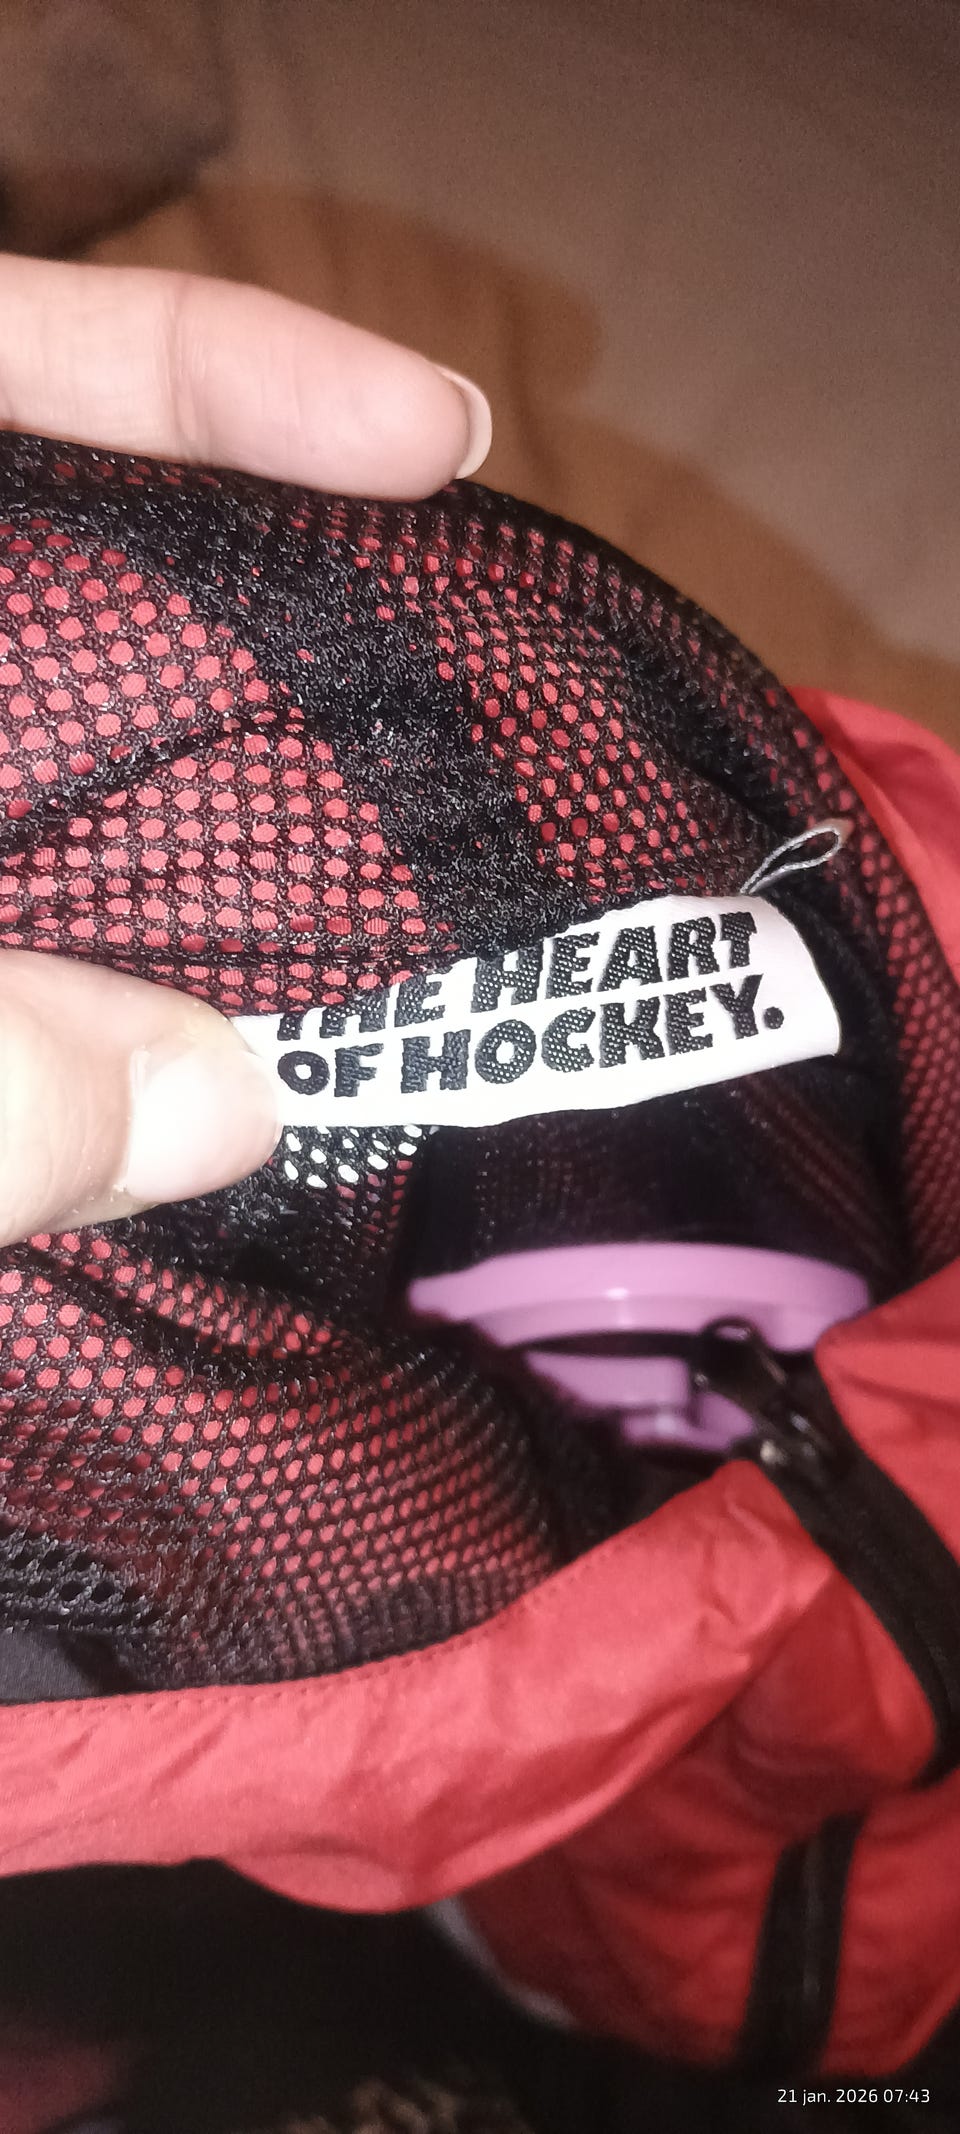 THE HEART
OF HOCKEY.
21 jan. 2026 07:43